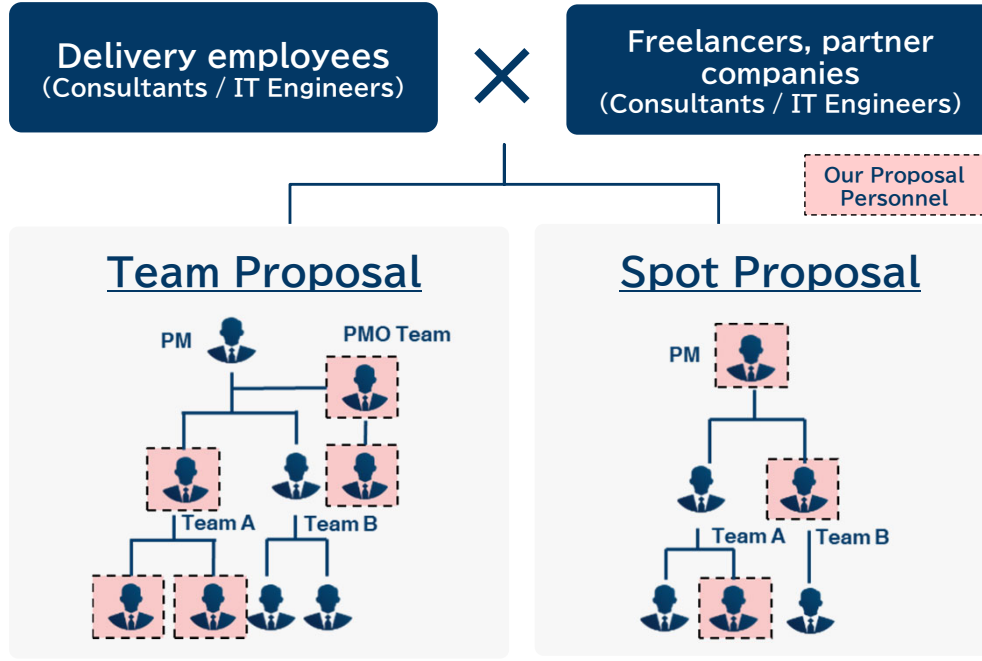 Delivery employees
(Consultants / IT Engineers)
Freelancers, partner
companies
(Consultants / IT Engineers)
Our Proposal
Personnel
Team Proposal
PM
PMO Team
Team A
Team B
Spot Proposal
PM
Team A
Team B